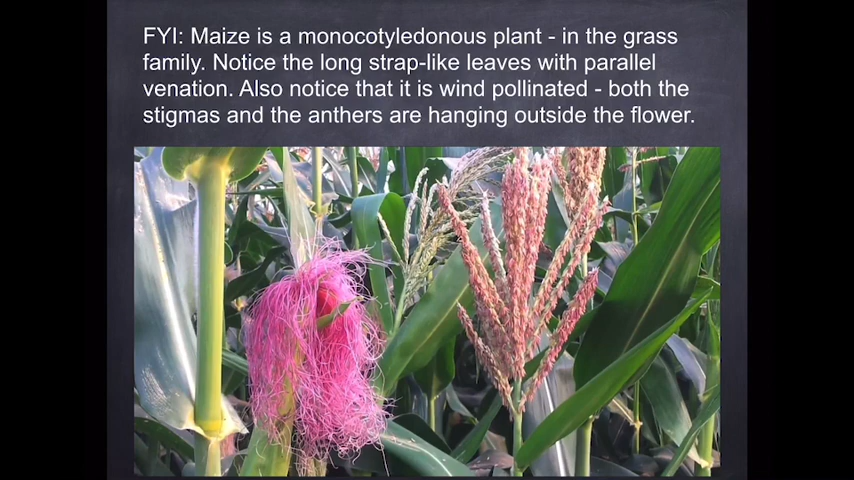 FYI: Maize is a monocotyledonous plant - in the grass
family. Notice the long strap-like leaves with parallel
venation. Also notice that it is wind pollinated - both the
stigmas and the anthers are hanging outside the flower.